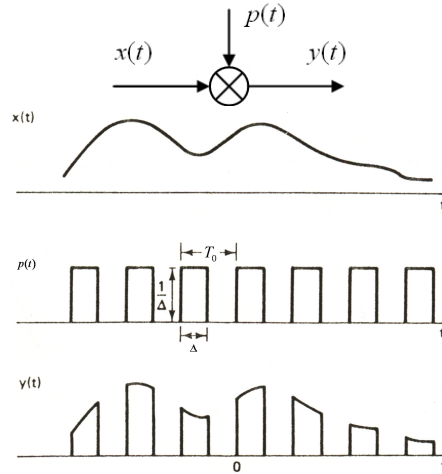 p(t)
x(t) y(t)
x(t)
t
T₀
p(t)
1/Δ
t
Δ
y(t)
0 t